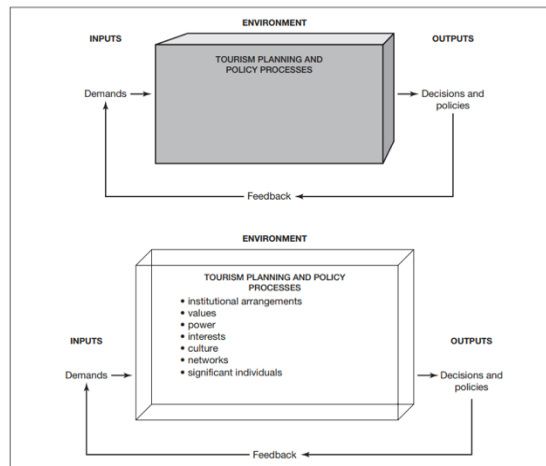 ENVIRONMENT
INPUTS
OUTPUTS
TOURISM PLANNING AND
POLICY PROCESSES
Demands
Decisions and
policies
Feedback
ENVIRONMENT
TOURISM PLANNING AND POLICY
PROCESSES
• institutional arrangements
• values
• power
• interests
• culture
• networks
• significant individuals
INPUTS
OUTPUTS
Demands
Decisions and
policies
Feedback